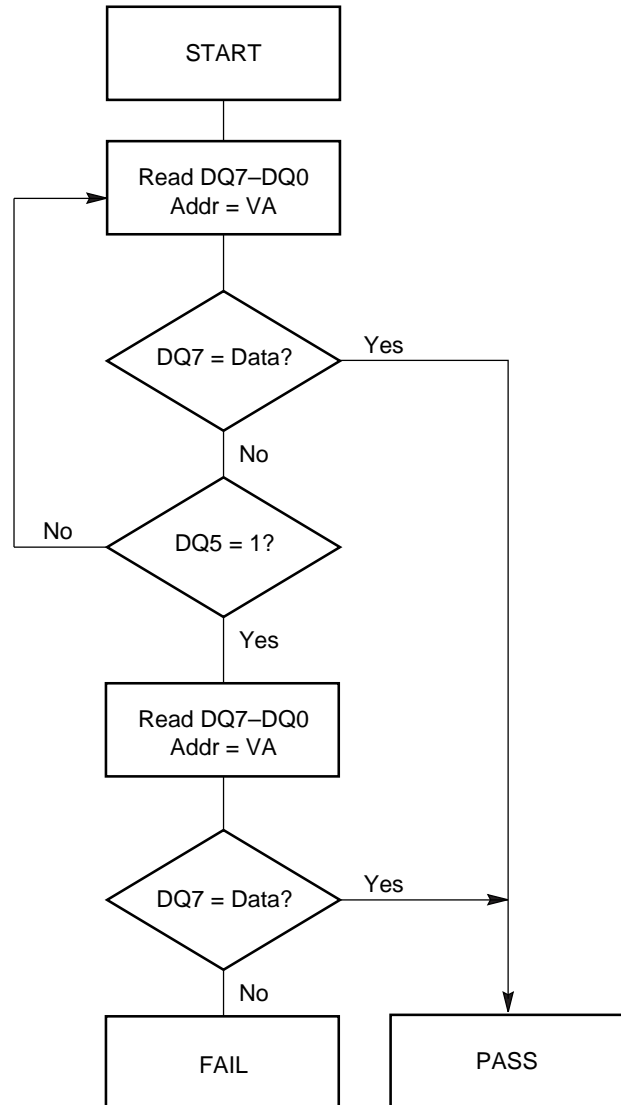 START
Read DQ7–DQ0
Addr = VA
DQ7 = Data?
Yes
No
No
DQ5 = 1?
Yes
Read DQ7–DQ0
Addr = VA
DQ7 = Data?
Yes
No
FAIL
PASS